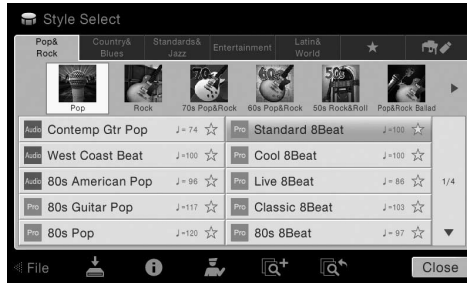 Style Select
Pop& Rock
Country& Blues
Standards& Jazz
Entertainment
Latin& World
Pop
Rock
70s Pop&Rock
60s Pop&Rock
50s Rock&Roll
Pop&Rock Ballad
Audio Contemp Gtr Pop ♩= 74
Pro Standard 8Beat ♩=100
Audio West Coast Beat ♩=100
Pro Cool 8Beat ♩=100
Audio 80s American Pop ♩= 96
Pro Live 8Beat ♩= 86
1/4
Pro 80s Guitar Pop ♩=117
Pro Classic 8Beat ♩=103
Pro 80s Pop ♩=120
Pro 80s 8Beat ♩= 97
File
Close